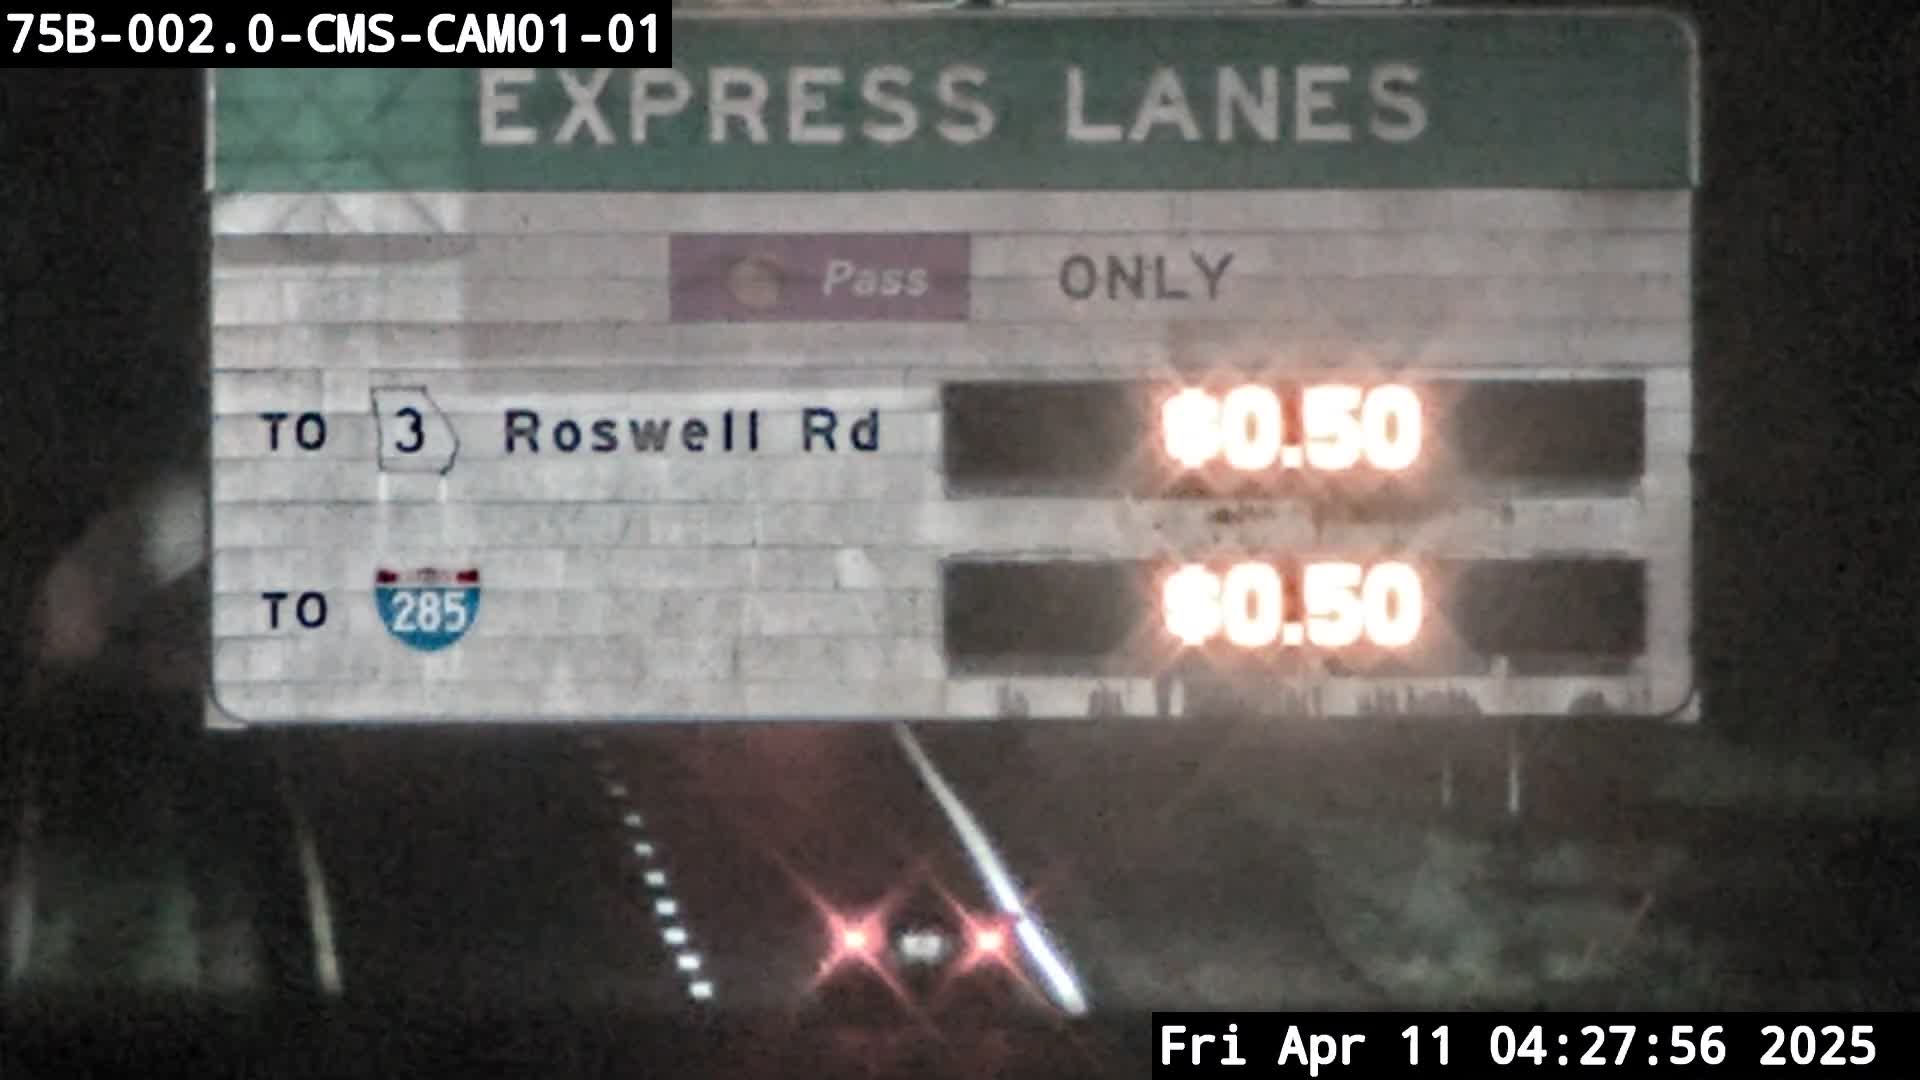 75B-002.0-CMS-CAM01-01
EXPRESS LANES
Pass ONLY
TO 3 Roswell Rd $0.50
TO 285 $0.50
Fri Apr 11 04:27:56 2025